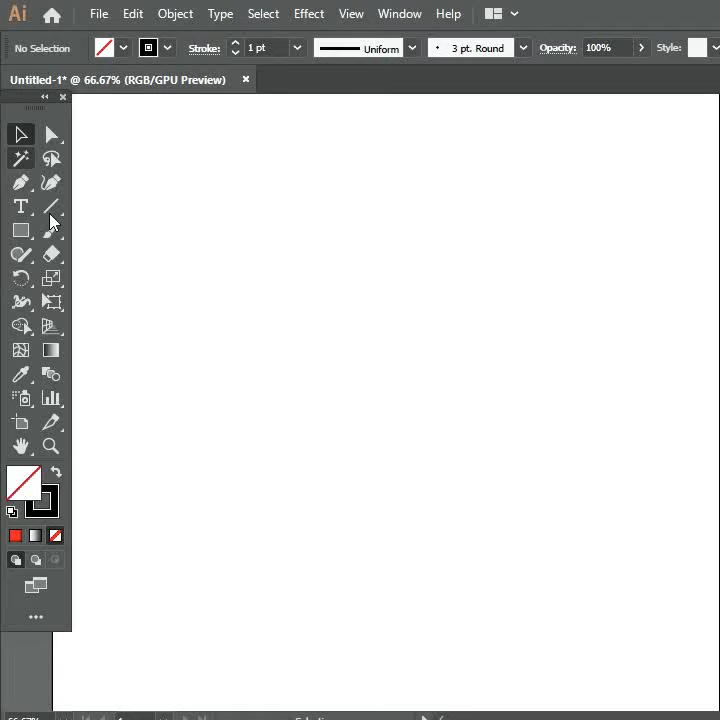 Ai File Edit Object Type Select Effect View Window Help
No Selection Stroke: 1 pt Uniform 3 pt. Round Opacity: 100% Style:
Untitled-1* @ 66.67% (RGB/GPU Preview)
T